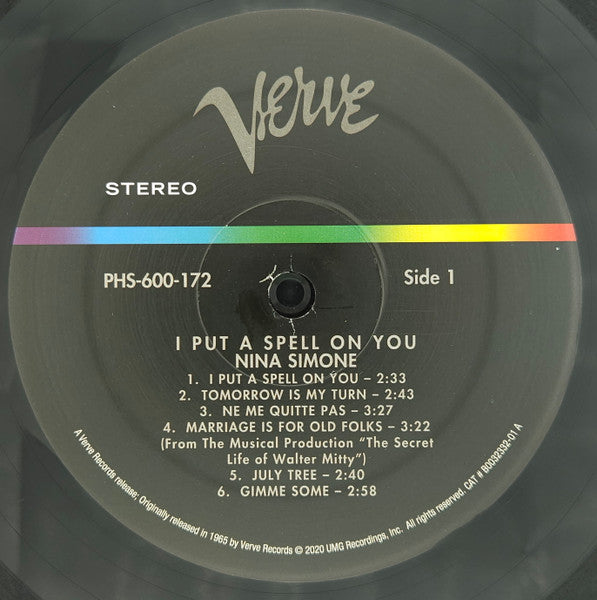 Verve
STEREO
PHS-600-172 Side 1
I PUT A SPELL ON YOU
NINA SIMONE
1. I PUT A SPELL ON YOU – 2:33
2. TOMORROW IS MY TURN – 2:43
3. NE ME QUITTE PAS – 3:27
4. MARRIAGE IS FOR OLD FOLKS – 3:22
(From The Musical Production "The Secret
Life of Walter Mitty")
5. JULY TREE – 2:40
6. GIMME SOME – 2:58
A Verve Records release; Originally released in 1965 by Verve Records © 2020 UMG Recordings, Inc. All rights reserved. CAT # B0032332-01 A